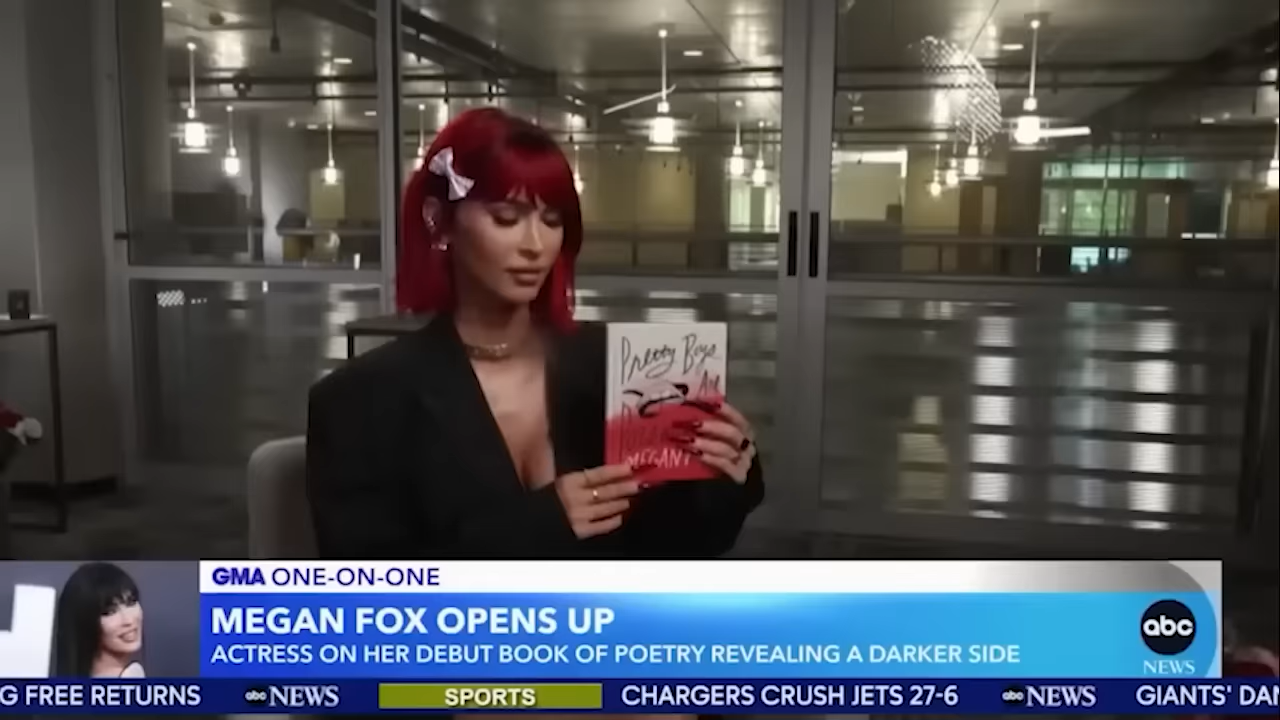 Pretty Boys
Are
MEGAN
GMA ONE-ON-ONE
MEGAN FOX OPENS UP
ACTRESS ON HER DEBUT BOOK OF POETRY REVEALING A DARKER SIDE
abc
NEWS
G FREE RETURNS abc NEWS SPORTS CHARGERS CRUSH JETS 27-6 abc NEWS GIANTS' DAN